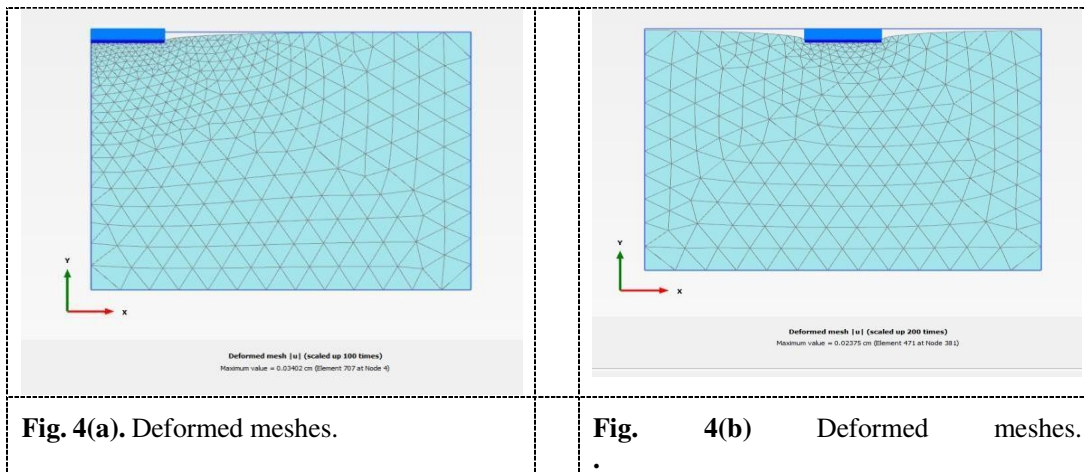 Y
X
Deformed mesh |u| (scaled up 100 times)
Maximum value = 0.03402 cm (Element 707 at Node 4)
Y
X
Deformed mesh |u| (scaled up 200 times)
Maximum value = 0.02375 cm (Element 471 at Node 381)
Fig. 4(a). Deformed meshes.
Fig. 4(b) Deformed meshes.
.